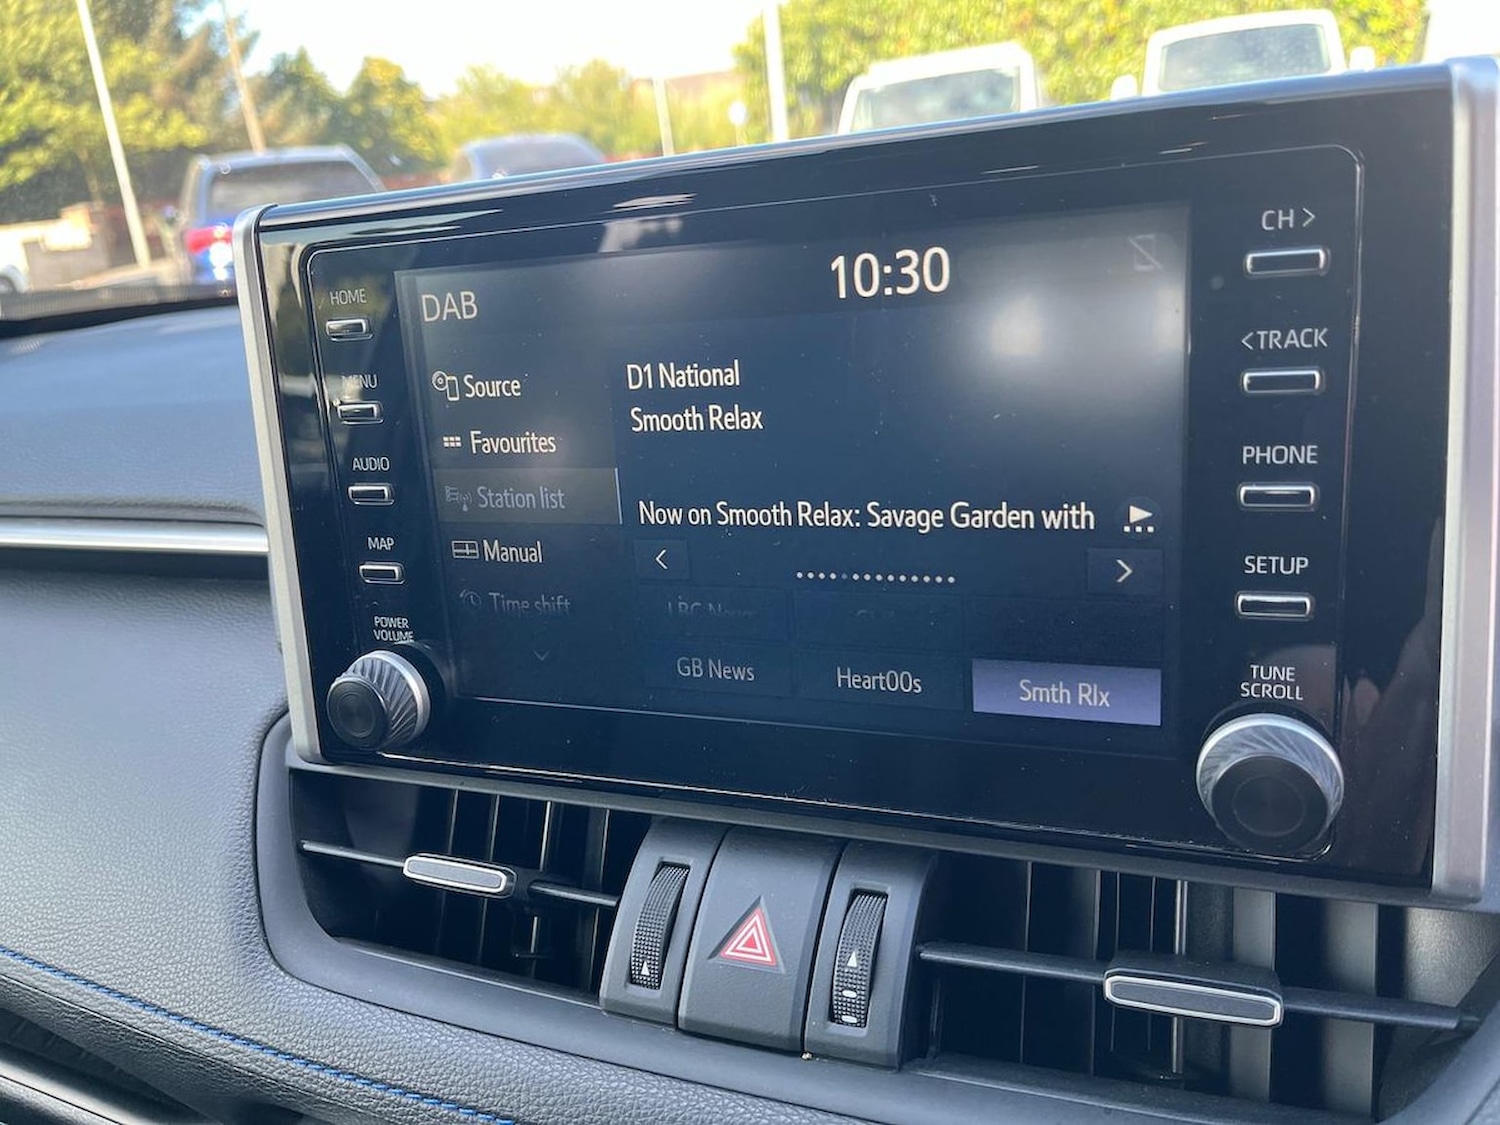 HOME
MENU
AUDIO
MAP
POWER
VOLUME
DAB
10:30
Source
Favourites
Station list
Manual
Time shift
D1 National
Smooth Relax
Now on Smooth Relax: Savage Garden with
LBC News
GB News
Heart00s
Smth Rlx
CH >
< TRACK
PHONE
SETUP
TUNE
SCROLL